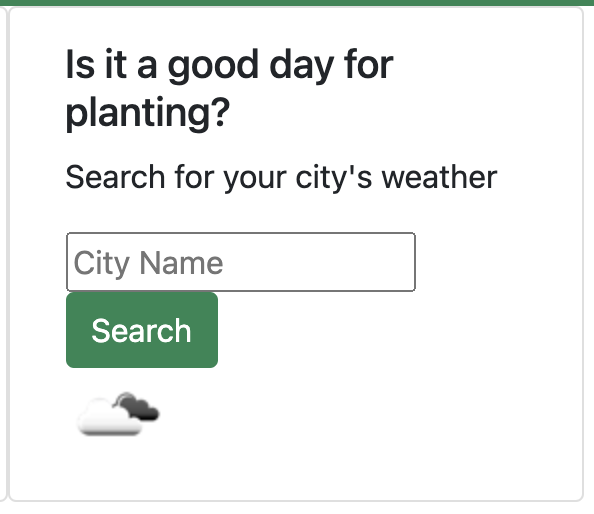 Is it a good day for
planting?
Search for your city's weather
City Name
Search